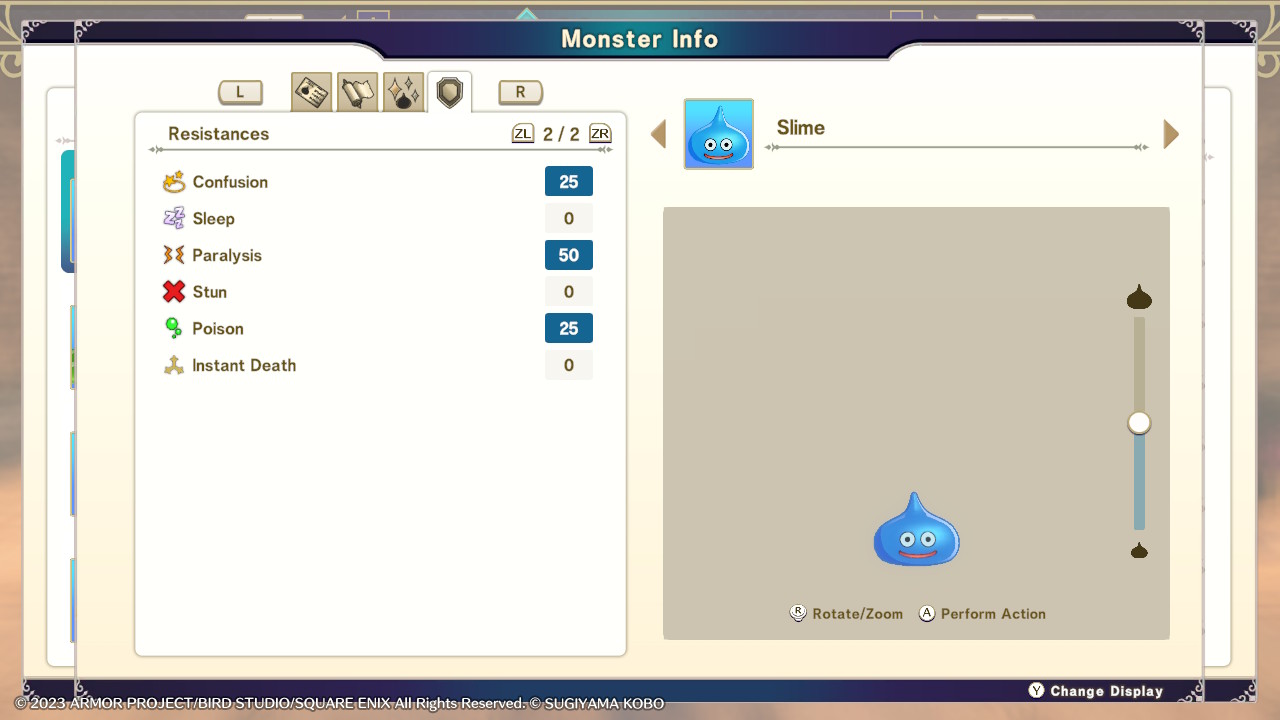 Monster Info
L
R
Resistances
ZL 2 / 2 ZR
Slime
Confusion 25
Sleep 0
Paralysis 50
Stun 0
Poison 25
Instant Death 0
R Rotate/Zoom A Perform Action
Y Change Display
© 2023 ARMOR PROJECT/BIRD STUDIO/SQUARE ENIX All Rights Reserved. © SUGIYAMA KOBO